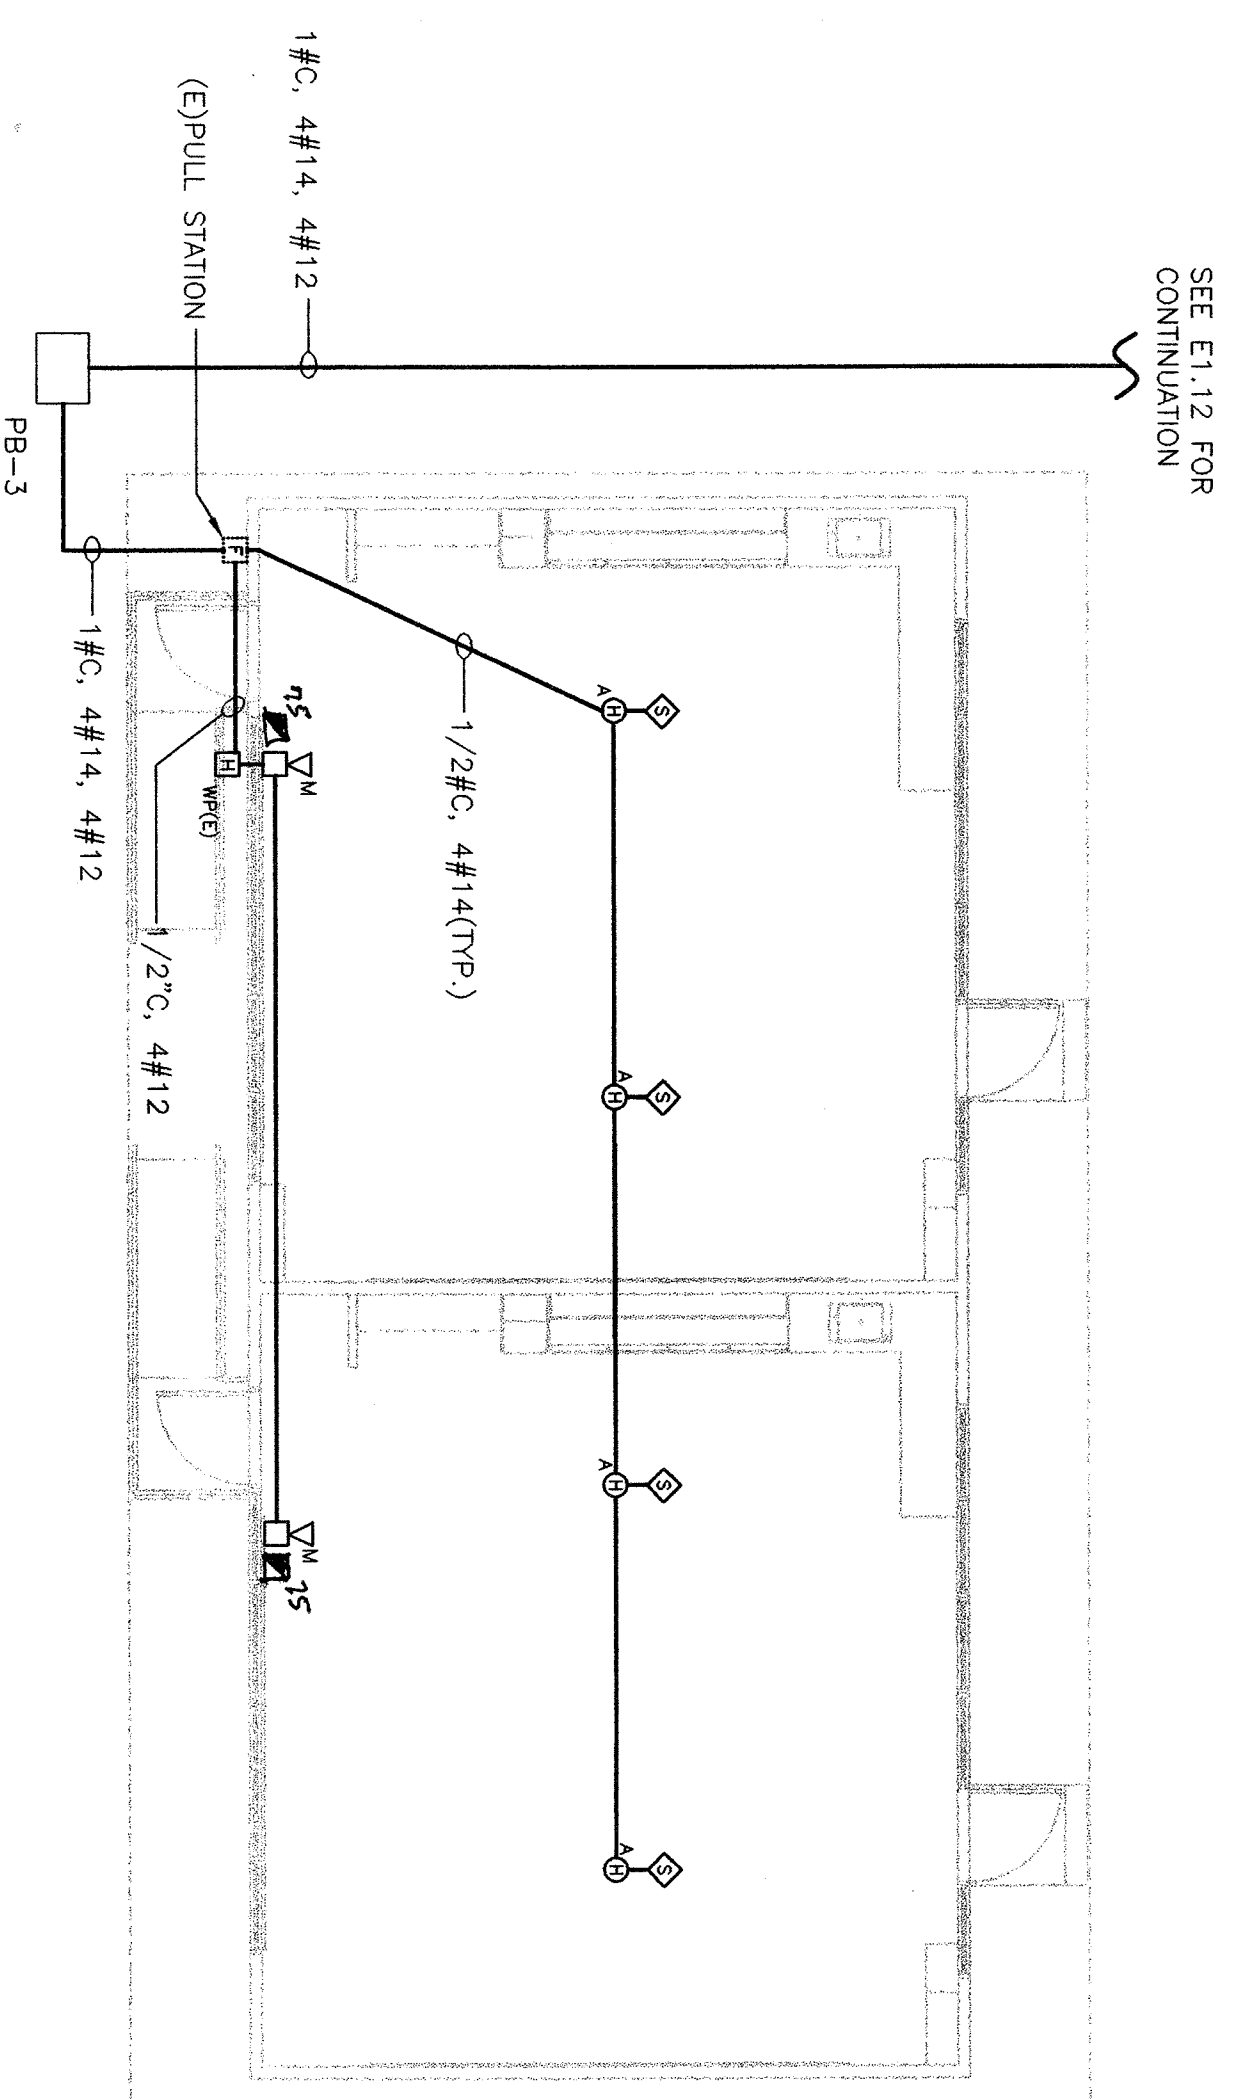 SEE E1.12 FOR
CONTINUATION
1#C, 4#14, 4#12
(E)PULL STATION
PB-3
F
1#C, 4#14, 4#12
1/2"C, 4#12
1/2#C, 4#14(TYP.)
75
H
WP(E)
M
A
H
S
A
H
S
A
H
S
A
H
S
M
75